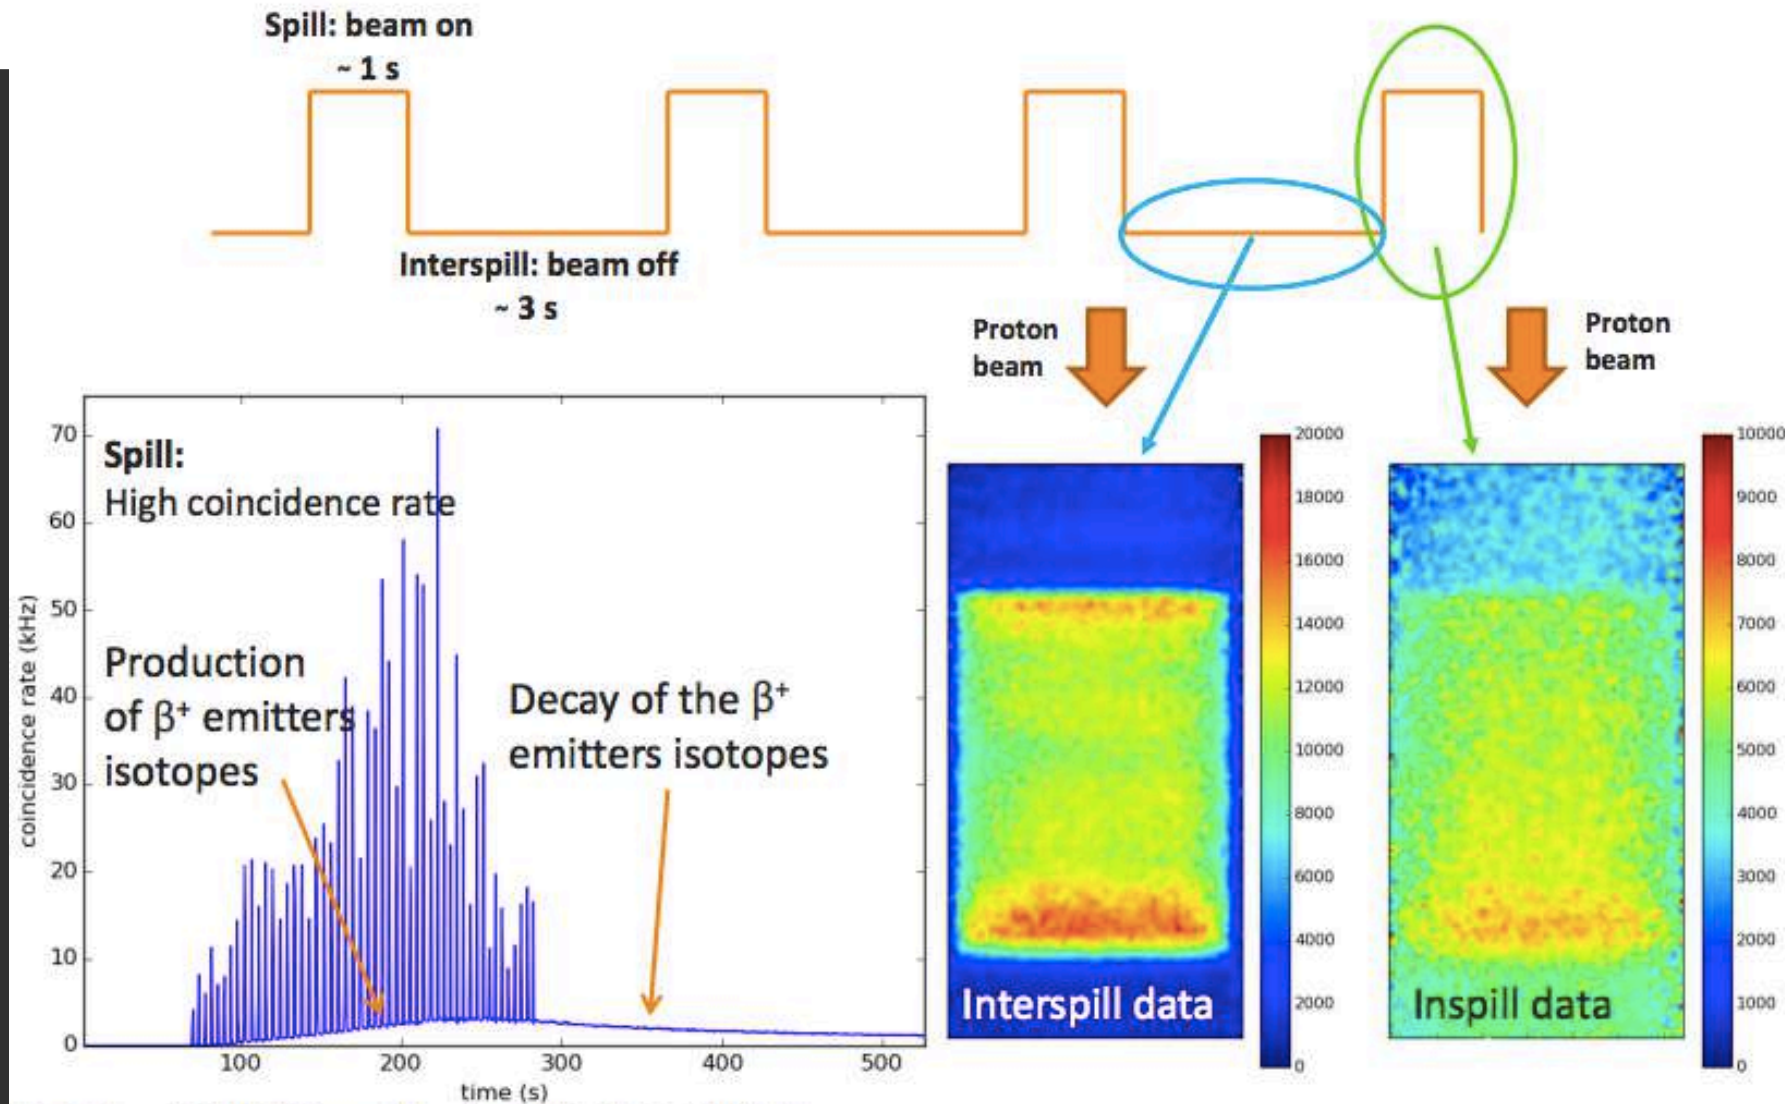 Spill: beam on
~ 1 s
Interspill: beam off
~ 3 s
Proton
beam
Proton
beam
Spill:
High coincidence rate
Production
of β⁺ emitters
isotopes
Decay of the β⁺
emitters isotopes
coincidence rate (kHz)
70
60
50
40
30
20
10
0
100
200
300
400
500
time (s)
Interspill data
20000
18000
16000
14000
12000
10000
8000
6000
4000
2000
0
Inspill data
10000
9000
8000
7000
6000
5000
4000
3000
2000
1000
0